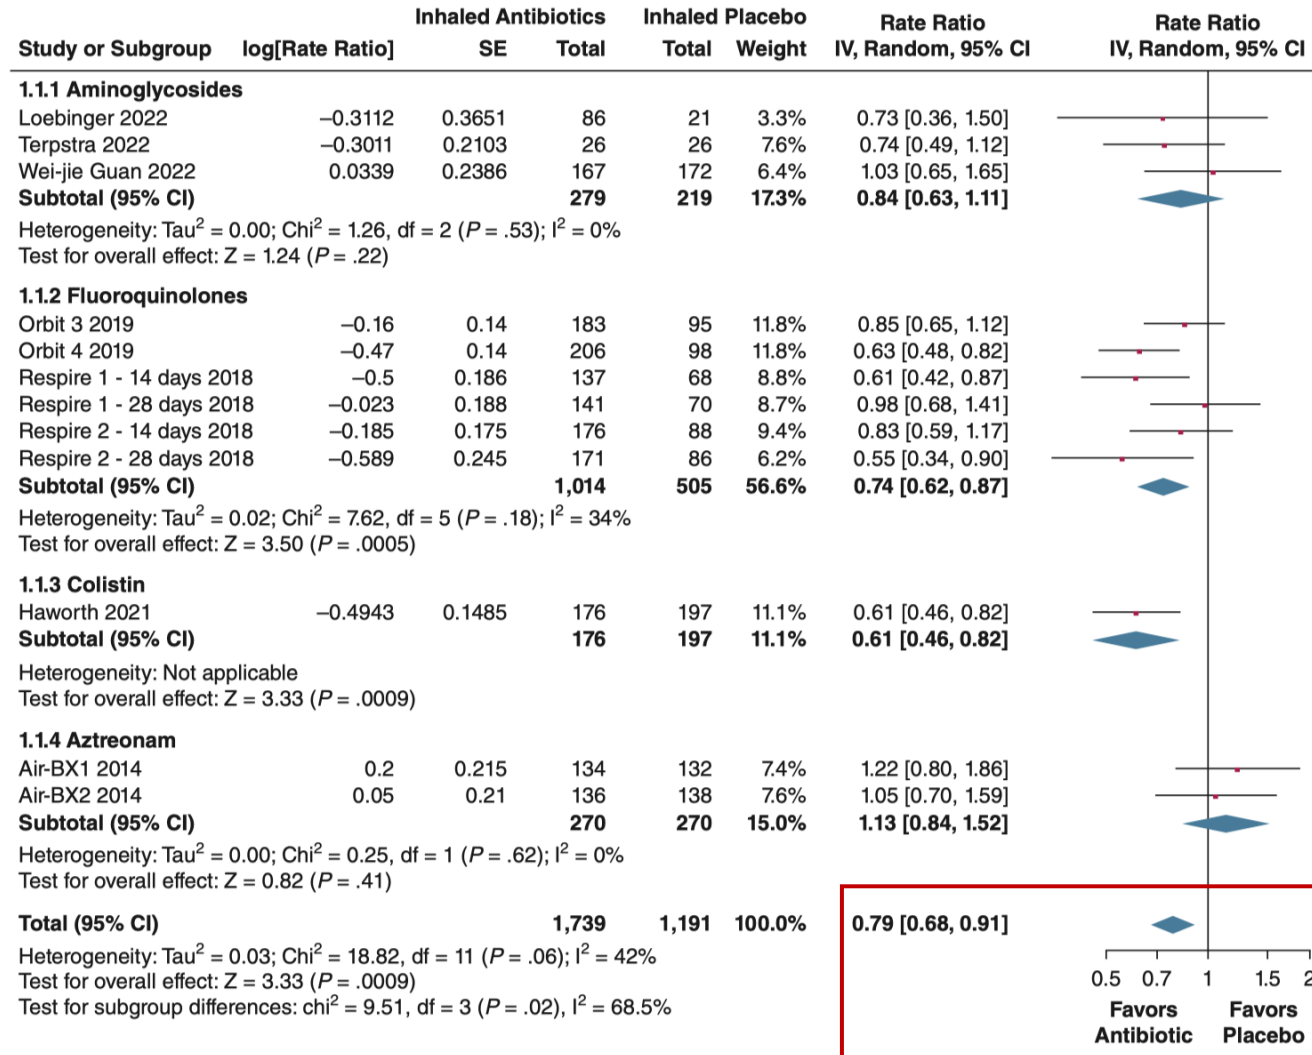 Inhaled Antibiotics Inhaled Placebo Rate Ratio Rate Ratio
Study or Subgroup log[Rate Ratio] SE Total Total Weight IV, Random, 95% CI IV, Random, 95% CI
1.1.1 Aminoglycosides
Loebinger 2022 –0.3112 0.3651 86 21 3.3% 0.73 [0.36, 1.50]
Terpstra 2022 –0.3011 0.2103 26 26 7.6% 0.74 [0.49, 1.12]
Wei-jie Guan 2022 0.0339 0.2386 167 172 6.4% 1.03 [0.65, 1.65]
Subtotal (95% CI) 279 219 17.3% 0.84 [0.63, 1.11]
Heterogeneity: Tau² = 0.00; Chi² = 1.26, df = 2 (P = .53); I² = 0%
Test for overall effect: Z = 1.24 (P = .22)
1.1.2 Fluoroquinolones
Orbit 3 2019 –0.16 0.14 183 95 11.8% 0.85 [0.65, 1.12]
Orbit 4 2019 –0.47 0.14 206 98 11.8% 0.63 [0.48, 0.82]
Respire 1 - 14 days 2018 –0.5 0.186 137 68 8.8% 0.61 [0.42, 0.87]
Respire 1 - 28 days 2018 –0.023 0.188 141 70 8.7% 0.98 [0.68, 1.41]
Respire 2 - 14 days 2018 –0.185 0.175 176 88 9.4% 0.83 [0.59, 1.17]
Respire 2 - 28 days 2018 –0.589 0.245 171 86 6.2% 0.55 [0.34, 0.90]
Subtotal (95% CI) 1,014 505 56.6% 0.74 [0.62, 0.87]
Heterogeneity: Tau² = 0.02; Chi² = 7.62, df = 5 (P = .18); I² = 34%
Test for overall effect: Z = 3.50 (P = .0005)
1.1.3 Colistin
Haworth 2021 –0.4943 0.1485 176 197 11.1% 0.61 [0.46, 0.82]
Subtotal (95% CI) 176 197 11.1% 0.61 [0.46, 0.82]
Heterogeneity: Not applicable
Test for overall effect: Z = 3.33 (P = .0009)
1.1.4 Aztreonam
Air-BX1 2014 0.2 0.215 134 132 7.4% 1.22 [0.80, 1.86]
Air-BX2 2014 0.05 0.21 136 138 7.6% 1.05 [0.70, 1.59]
Subtotal (95% CI) 270 270 15.0% 1.13 [0.84, 1.52]
Heterogeneity: Tau² = 0.00; Chi² = 0.25, df = 1 (P = .62); I² = 0%
Test for overall effect: Z = 0.82 (P = .41)
Total (95% CI) 1,739 1,191 100.0% 0.79 [0.68, 0.91]
Heterogeneity: Tau² = 0.03; Chi² = 18.82, df = 11 (P = .06); I² = 42%
Test for overall effect: Z = 3.33 (P = .0009)
Test for subgroup differences: chi² = 9.51, df = 3 (P = .02), I² = 68.5%
0.5 0.7 1 1.5 2
Favors Favors
Antibiotic Placebo